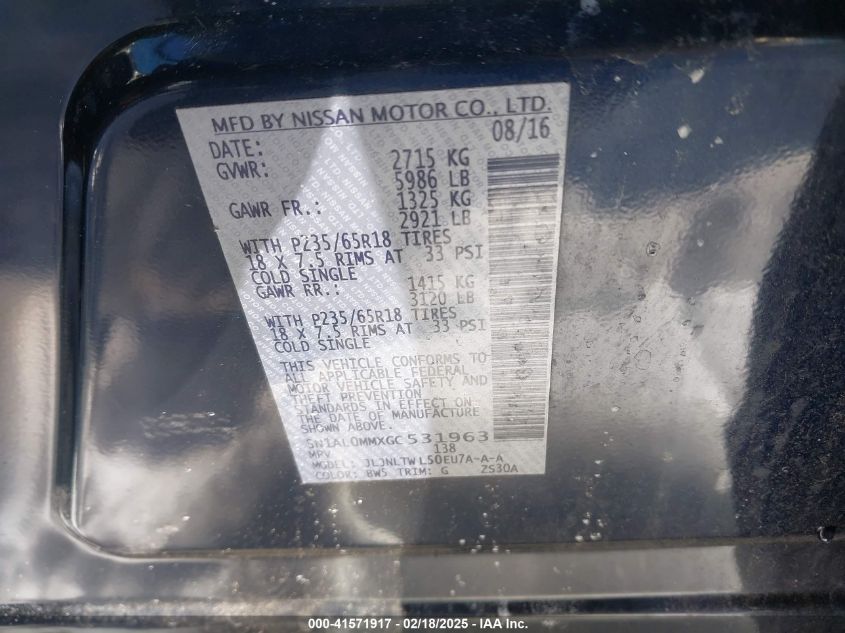 MFD BY NISSAN MOTOR CO., LTD.
DATE: 08/16
GVWR: 2715 KG
5986 LB
GAWR FR.: 1325 KG
2921 LB
WITH P235/65R18 TIRES
18 X 7.5 RIMS AT 33 PSI
COLD SINGLE
GAWR RR.: 1415 KG
3120 LB
WITH P235/65R18 TIRES
18 X 7.5 RIMS AT 33 PSI
COLD SINGLE
THIS VEHICLE CONFORMS TO
ALL APPLICABLE FEDERAL
MOTOR VEHICLE SAFETY AND
THEFT PREVENTION
STANDARDS IN EFFECT ON
THE DATE OF MANUFACTURE
SHOWN ABOVE.
5N1AL0MMXGC531963
MPV 138
MODEL: JLJNLTWL50EU7A-A-A
COLOR: BW5 TRIM: G ZS30A
000-41571917 | 02/18/2025 - IAA Inc.